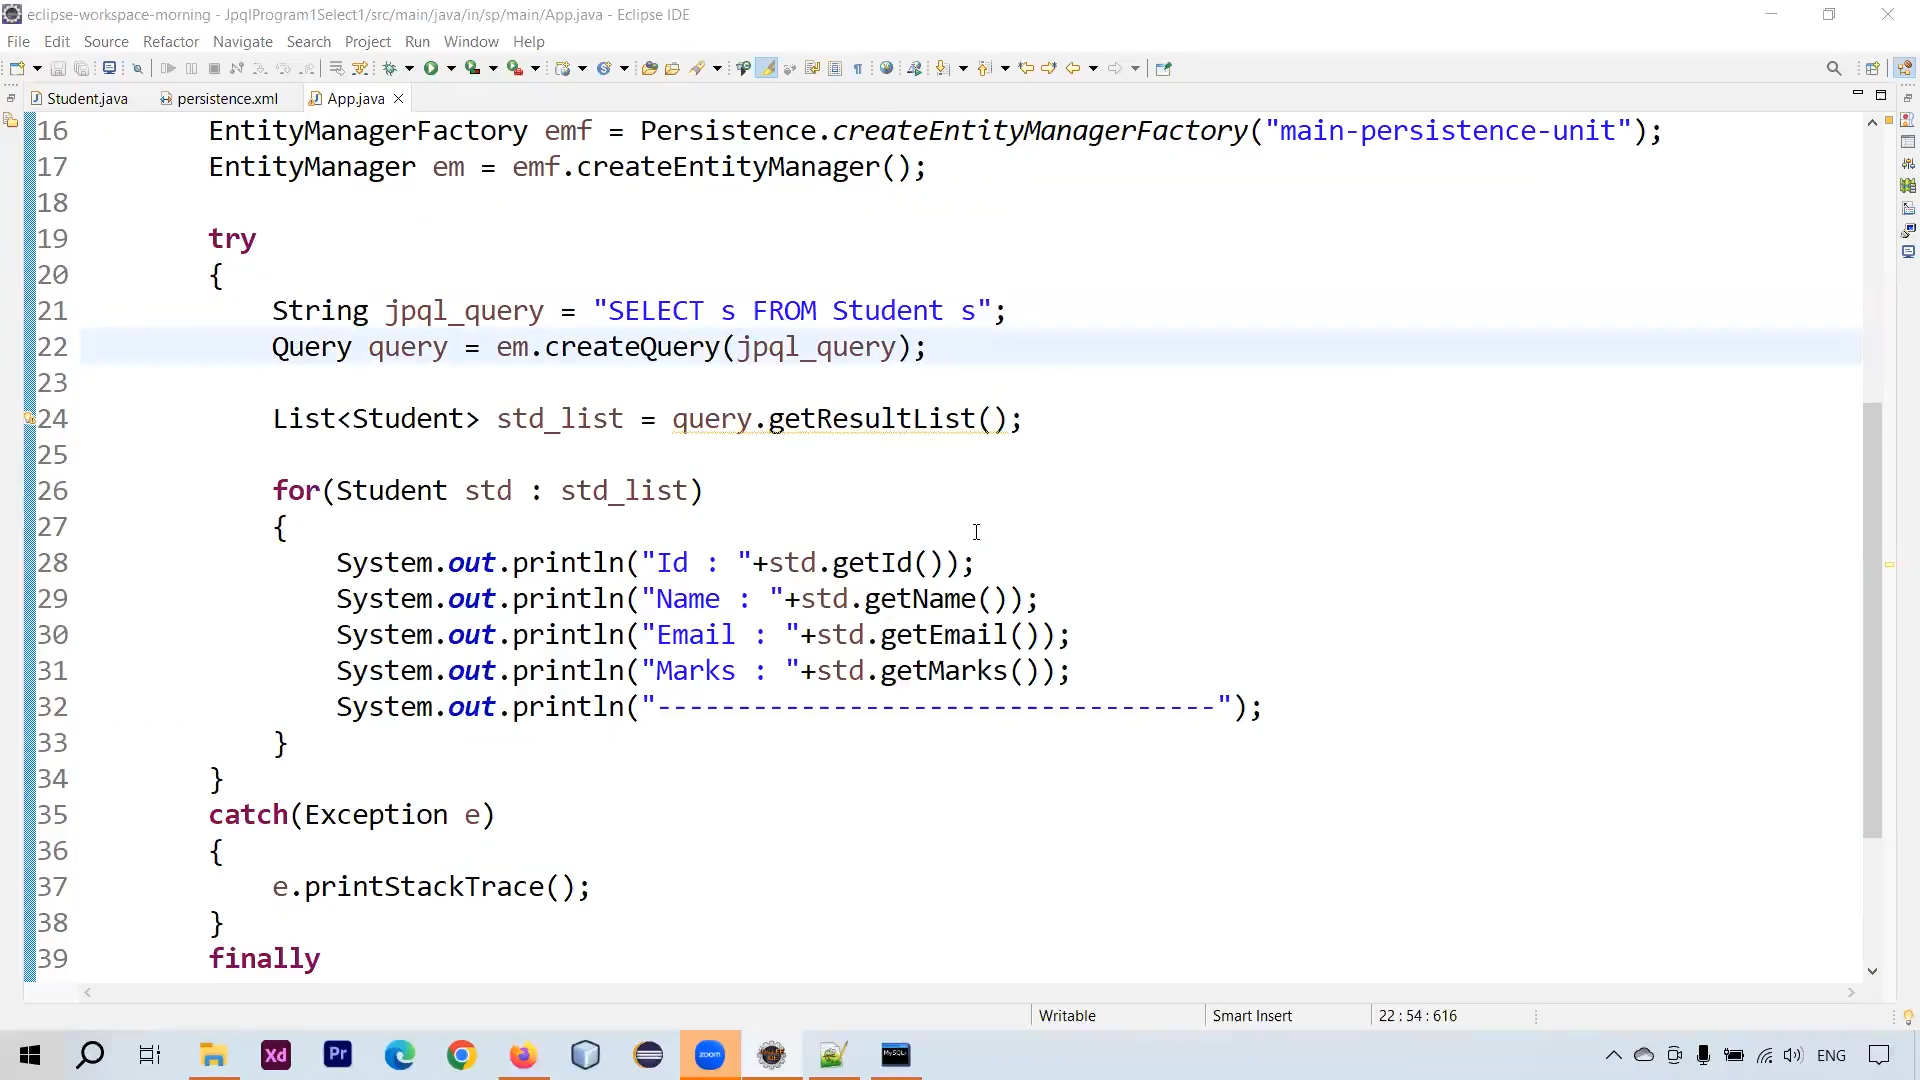 eclipse-workspace-morning - JpqlProgram1Select1/src/main/java/in/sp/main/App.java - Eclipse IDE
File Edit Source Refactor Navigate Search Project Run Window Help
Student.java persistence.xml App.java
16 EntityManagerFactory emf = Persistence.createEntityManagerFactory("main-persistence-unit");
17 EntityManager em = emf.createEntityManager();
18
19 try
20 {
21 String jpql_query = "SELECT s FROM Student s";
22 Query query = em.createQuery(jpql_query);
23
24 List<Student> std_list = query.getResultList();
25
26 for(Student std : std_list)
27 {
28 System.out.println("Id : "+std.getId());
29 System.out.println("Name : "+std.getName());
30 System.out.println("Email : "+std.getEmail());
31 System.out.println("Marks : "+std.getMarks());
32 System.out.println("-----------------------------------");
33 }
34 }
35 catch(Exception e)
36 {
37 e.printStackTrace();
38 }
39 finally
Writable Smart Insert 22 : 54 : 616
Xd Pr zoom MySQL ENG